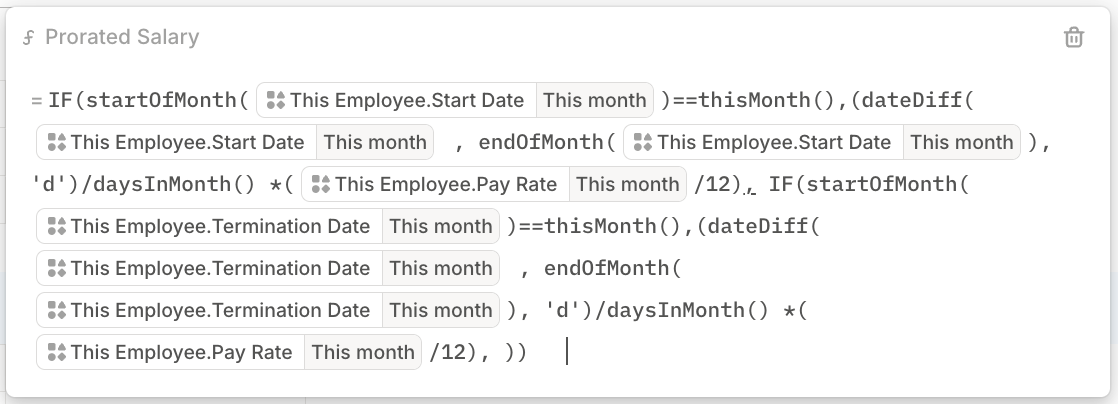 Prorated Salary
= IF(startOfMonth( This Employee.Start Date This month )==thisMonth(),(dateDiff(
This Employee.Start Date This month , endOfMonth( This Employee.Start Date This month ),
'd')/daysInMonth() *( This Employee.Pay Rate This month /12), IF(startOfMonth(
This Employee.Termination Date This month )==thisMonth(),(dateDiff(
This Employee.Termination Date This month , endOfMonth(
This Employee.Termination Date This month ), 'd')/daysInMonth() *(
This Employee.Pay Rate This month /12), ))